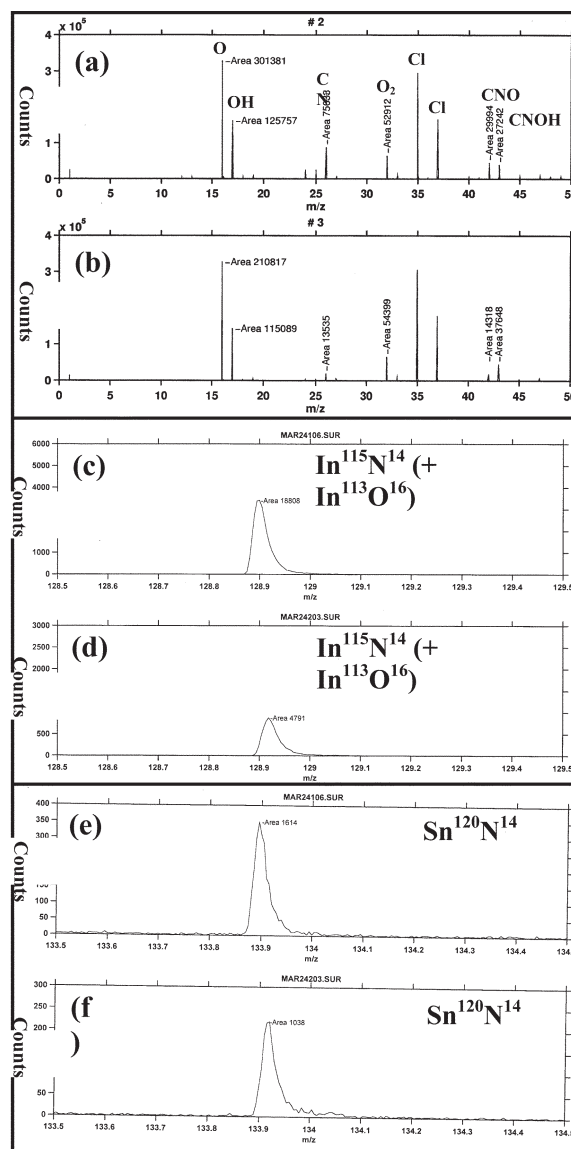 # 2
× 10⁵
(a)
Counts
4
3
1
0
O
Area 301381
OH
Area 125757
C
N
O₂
Area 52912
Cl
Cl
CNO
Area 29994
Area 27242
CNOH
0 5 10 15 20 25 30 35 40 45 50
m/z
# 3
× 10⁵
(b)
4
3
1
0
Area 210817
Area 115089
Area 13535
Area 54399
Area 14318
Area 37648
0 5 10 15 20 25 30 35 40 45 50
m/z
MAR24106.SUR
(c)
Counts
6000
5000
4000
1000
0
In¹¹⁵N¹⁴ (+
In¹¹³O¹⁶)
Area 18808
128.5 128.6 128.7 128.8 128.9 129 129.1 129.2 129.3 129.4 129.5
m/z
MAR24203.SUR
(d)
Counts
3000
2500
2000
500
0
In¹¹⁵N¹⁴ (+
In¹¹³O¹⁶)
Area 4791
128.5 128.6 128.7 128.8 128.9 129 129.1 129.2 129.3 129.4 129.5
m/z
MAR24106.SUR
(e)
Counts
400
350
300
150
100
50
0
Sn¹²⁰N¹⁴
Area 1614
133.5 133.6 133.7 133.8 133.9 134 134.1 134.2 134.3 134.4 134.
m/z
MAR24203.SUR
(f
)
Counts
300
250
200
50
0
Sn¹²⁰N¹⁴
Area 1038
133.5 133.6 133.7 133.8 133.9 134 134.1 134.2 134.3 134.4
m/z